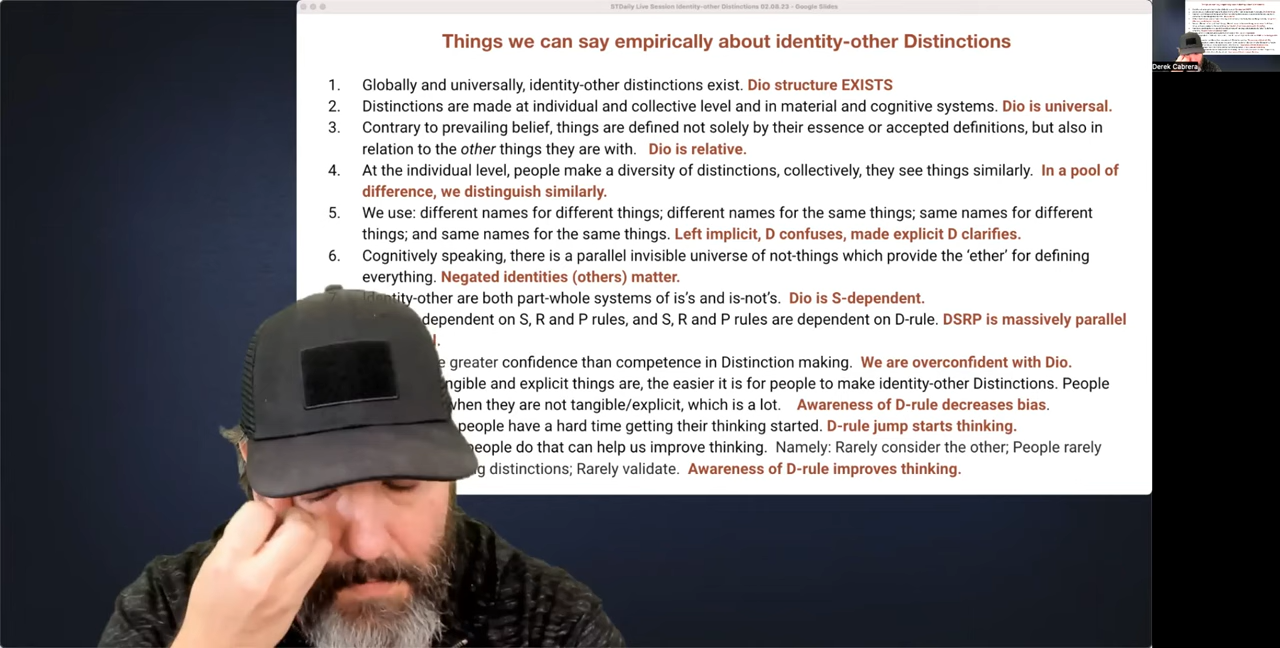 STDaily Live Session Identity-other Distinctions 02.08.23 - Google Slides
Things we can say empirically about identity-other Distinctions
1. Globally and universally, identity-other distinctions exist. Dio structure EXISTS
2. Distinctions are made at individual and collective level and in material and cognitive systems. Dio is universal.
3. Contrary to prevailing belief, things are defined not solely by their essence or accepted definitions, but also in
relation to the other things they are with. Dio is relative.
4. At the individual level, people make a diversity of distinctions, collectively, they see things similarly. In a pool of
difference, we distinguish similarly.
5. We use: different names for different things; different names for the same things; same names for different
things; and same names for the same things. Left implicit, D confuses, made explicit D clarifies.
6. Cognitively speaking, there is a parallel invisible universe of not-things which provide the ‘ether’ for defining
everything. Negated identities (others) matter.
7. Identity-other are both part-whole systems of is’s and is-not’s. Dio is S-dependent.
dependent on S, R and P rules, and S, R and P rules are dependent on D-rule. DSRP is massively parallel
greater confidence than competence in Distinction making. We are overconfident with Dio.
explicit things are, the easier it is for people to make identity-other Distinctions. People
when they are not tangible/explicit, which is a lot. Awareness of D-rule decreases bias.
people have a hard time getting their thinking started. D-rule jump starts thinking.
people do that can help us improve thinking. Namely: Rarely consider the other; People rarely
distinctions; Rarely validate. Awareness of D-rule improves thinking.
Derek Cabrera